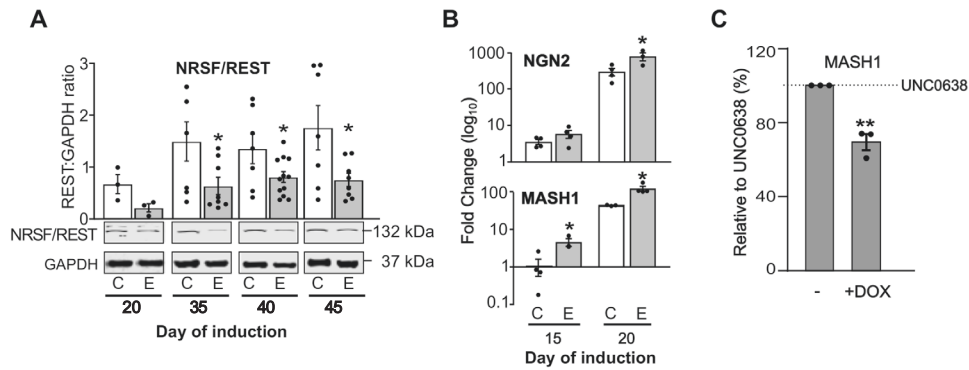 A
NRSF/REST
REST:GAPDH ratio
3
2
1
0
* * *
NRSF/REST
132 kDa
GAPDH
37 kDa
C E C E C E C E
20 35 40 45
Day of induction
B
NGN2
*
1000
100
10
1
Fold Change (log10)
MASH1
* *
100
10
1
0.1
C E C E
15 20
Day of induction
C
MASH1
UNC0638
Relative to UNC0638 (%)
120
80
40
0
**
- +DOX